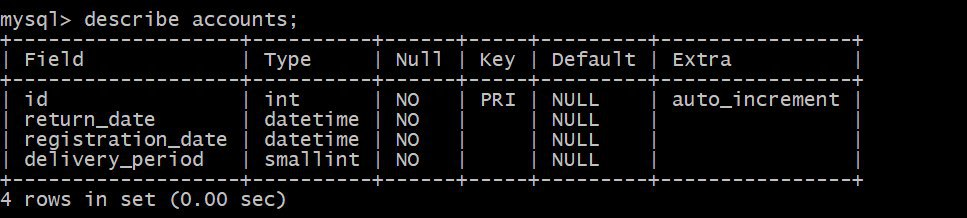 mysql> describe accounts;
+-------------------+----------+------+-----+---------+----------------+
| Field             | Type     | Null | Key | Default | Extra          |
+-------------------+----------+------+-----+---------+----------------+
| id                | int      | NO   | PRI | NULL    | auto_increment |
| return_date       | datetime | NO   |     | NULL    |                |
| registration_date | datetime | NO   |     | NULL    |                |
| delivery_period   | smallint | NO   |     | NULL    |                |
+-------------------+----------+------+-----+---------+----------------+
4 rows in set (0.00 sec)